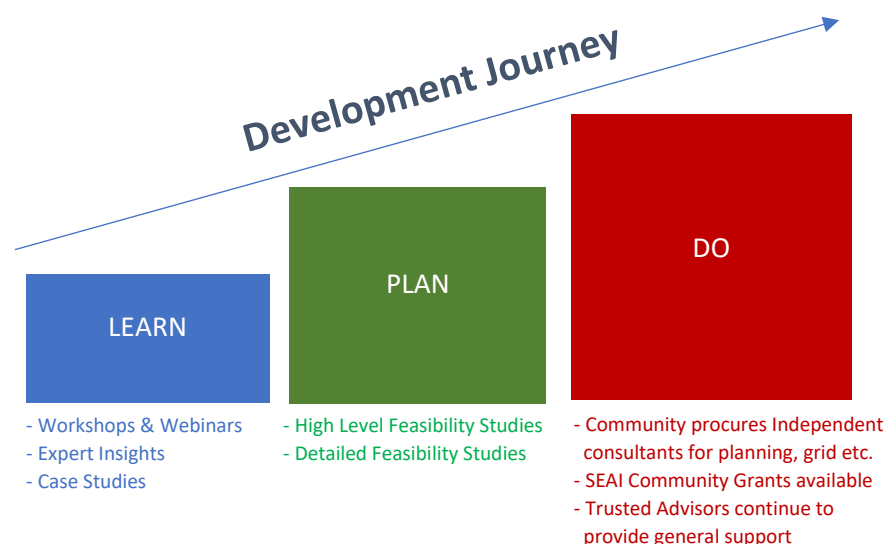 Development Journey
LEARN
- Workshops & Webinars
- Expert Insights
- Case Studies
PLAN
- High Level Feasibility Studies
- Detailed Feasibility Studies
DO
- Community procures Independent
consultants for planning, grid etc.
- SEAI Community Grants available
- Trusted Advisors continue to
provide general support